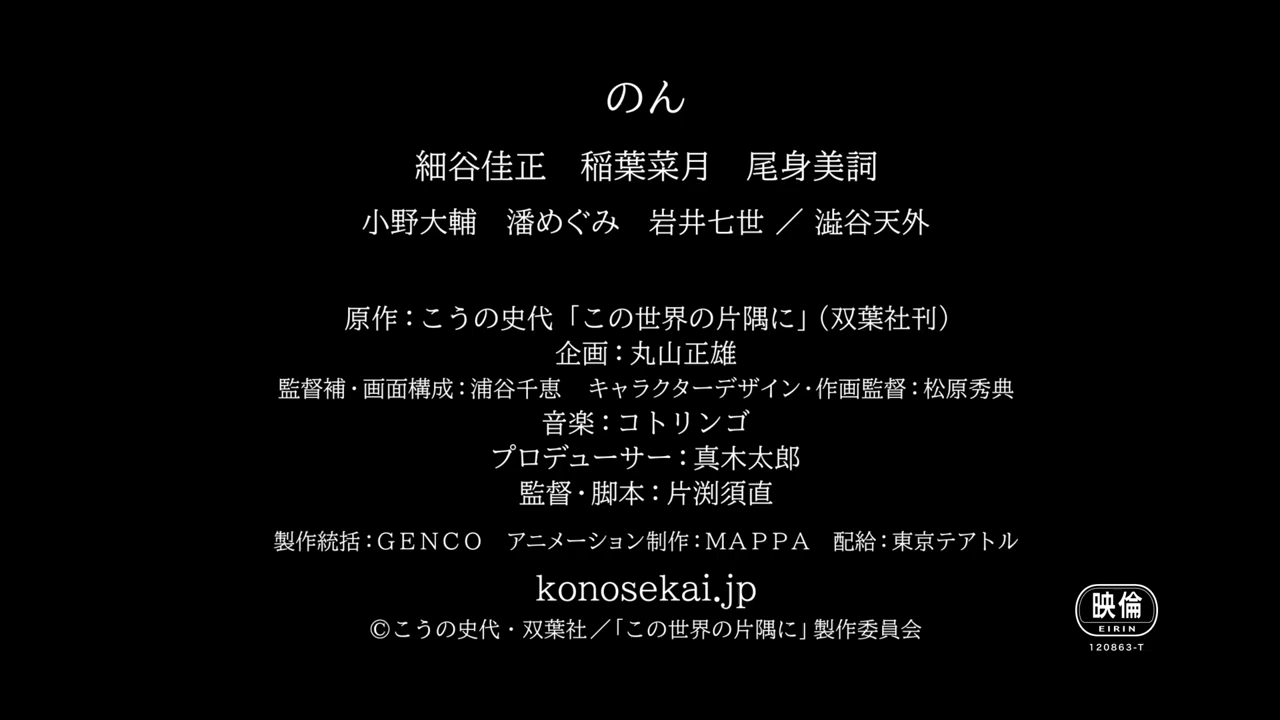 のん
細谷佳正　稲葉菜月　尾身美詞
小野大輔　潘めぐみ　岩井七世 ／ 澁谷天外
原作：こうの史代「この世界の片隅に」（双葉社刊）
企画：丸山正雄
監督補・画面構成：浦谷千恵　キャラクターデザイン・作画監督：松原秀典
音楽：コトリンゴ
プロデューサー：真木太郎
監督・脚本：片渕須直
製作統括：ＧＥＮＣＯ　アニメーション制作：ＭＡＰＰＡ　配給：東京テアトル
konosekai.jp
©こうの史代・双葉社／「この世界の片隅に」製作委員会
映倫
EIRIN
120863-T